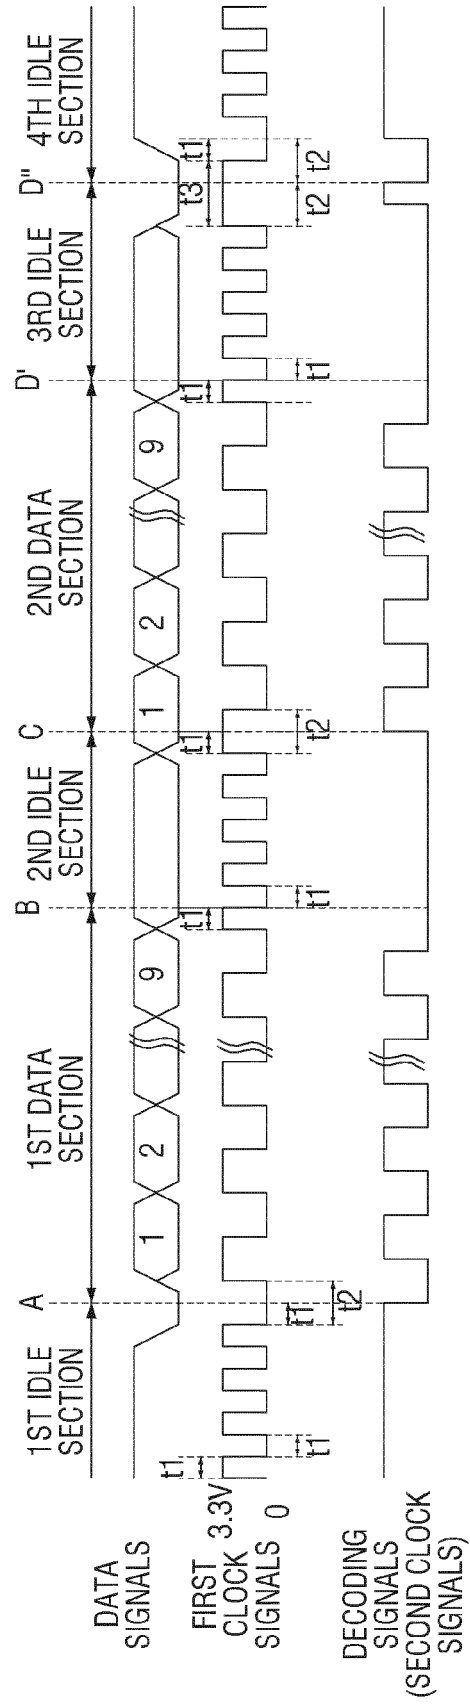 1ST IDLE
SECTION
A
1ST DATA
SECTION
B
2ND IDLE
SECTION
C
2ND DATA
SECTION
D'
3RD IDLE
SECTION
D"
4TH IDLE
SECTION
DATA
SIGNALS
1
2
9
1
2
9
FIRST
CLOCK
SIGNALS
3.3V
0
t1
t1
t1
t2
t1
t1
t1
t2
t1
t1
t3
t1
t2
t2
DECODING
SIGNALS
(SECOND CLOCK
SIGNALS)